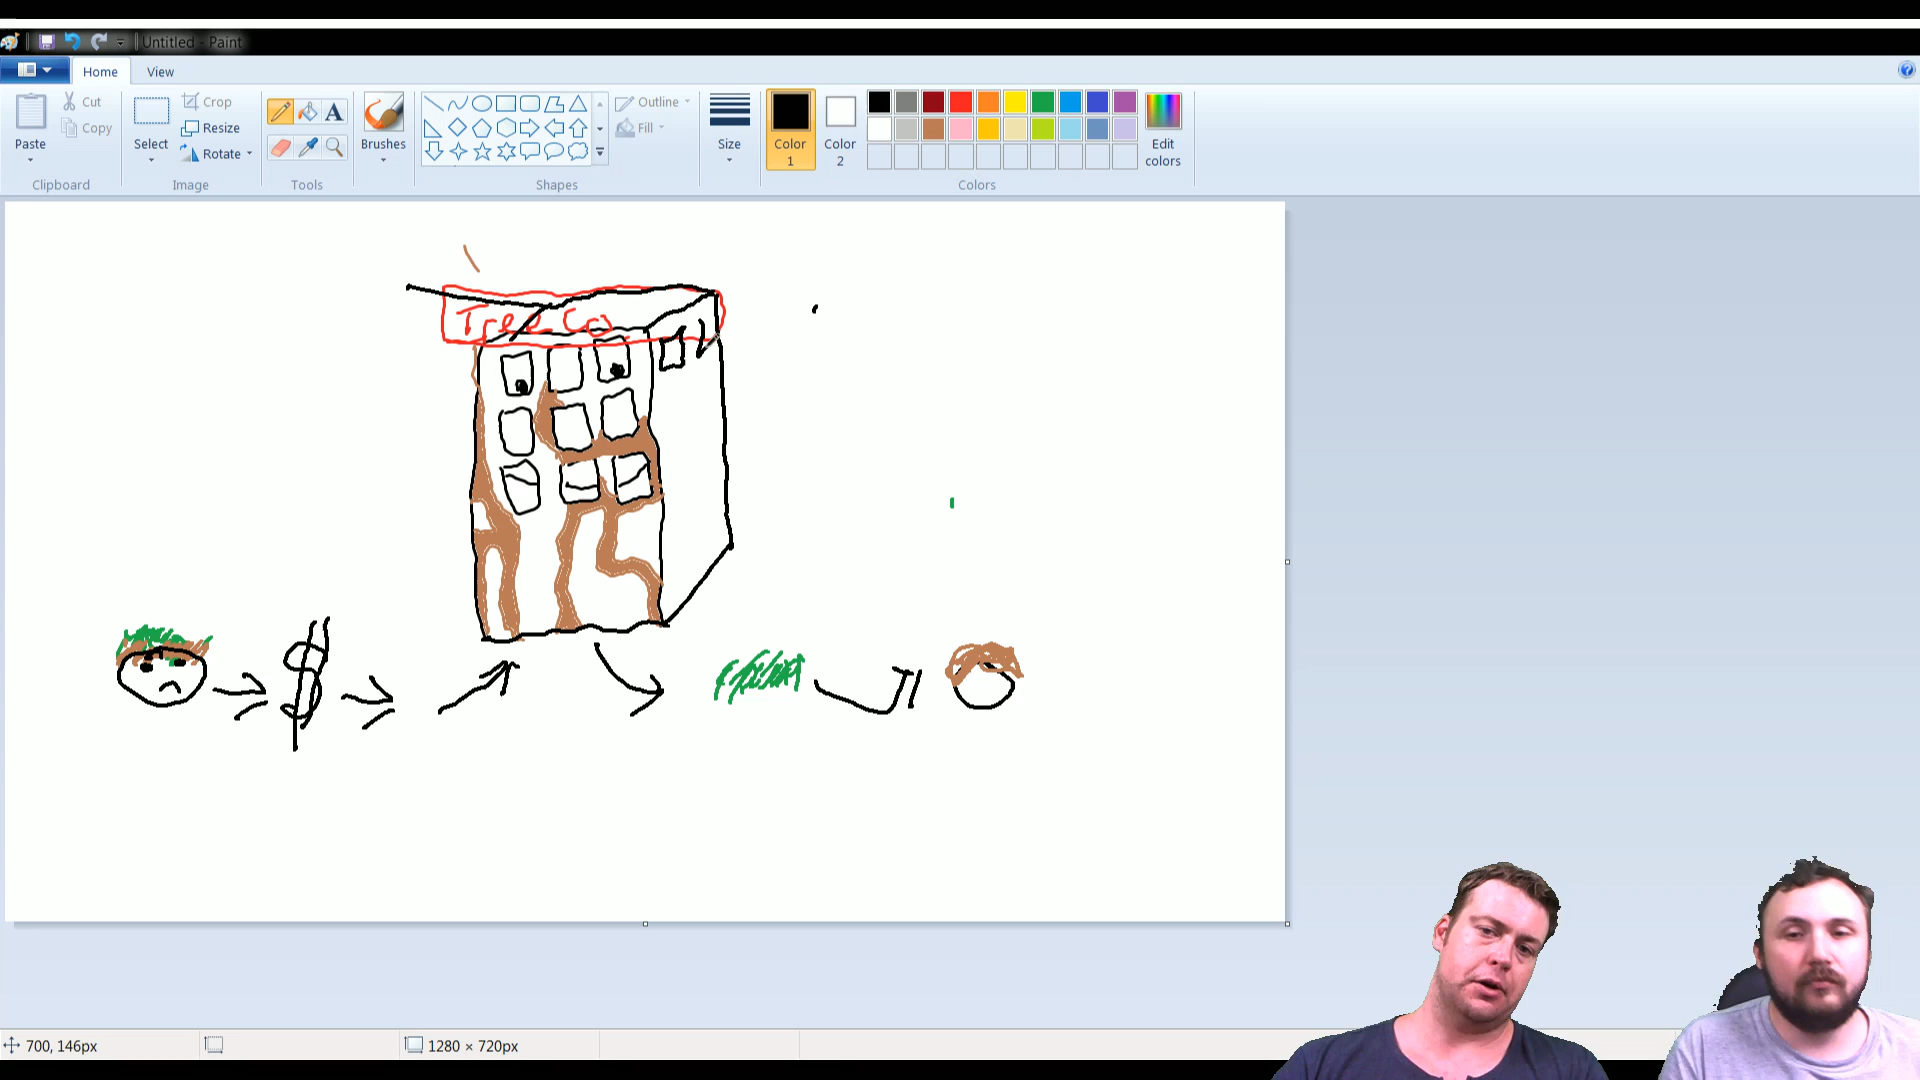 Untitled - Paint
Home View
Cut
Copy
Paste
Clipboard
Select
Crop
Resize
Rotate
Image
Tools
Brushes
Shapes
Outline
Fill
Size
Color 1
Color 2
Edit colors
Colors
Tree Co
$
700, 146px
1280 × 720px